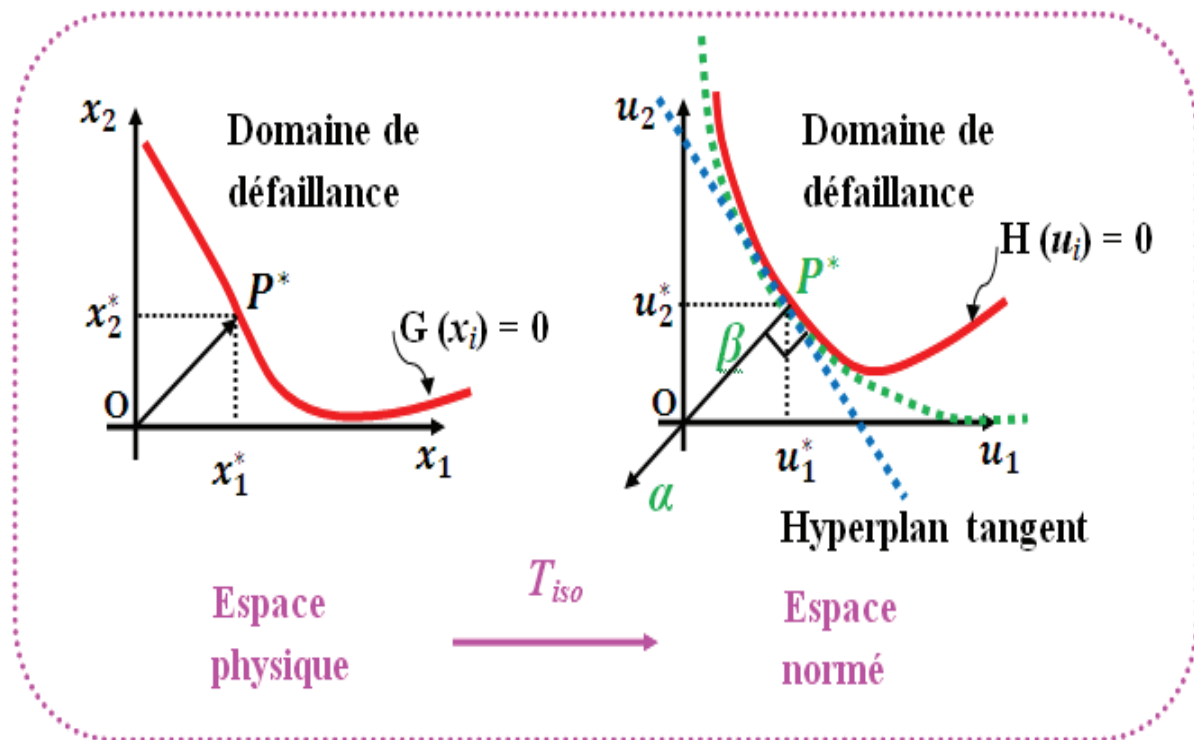 x₂
Domaine de
défaillance
P*
x₂*
G (xᵢ) = 0
O
x₁*
x₁
u₂
Domaine de
défaillance
H (uᵢ) = 0
P*
u₂*
β
O
u₁*
u₁
α
Hyperplan tangent
Espace
physique
T_iso
Espace
normé